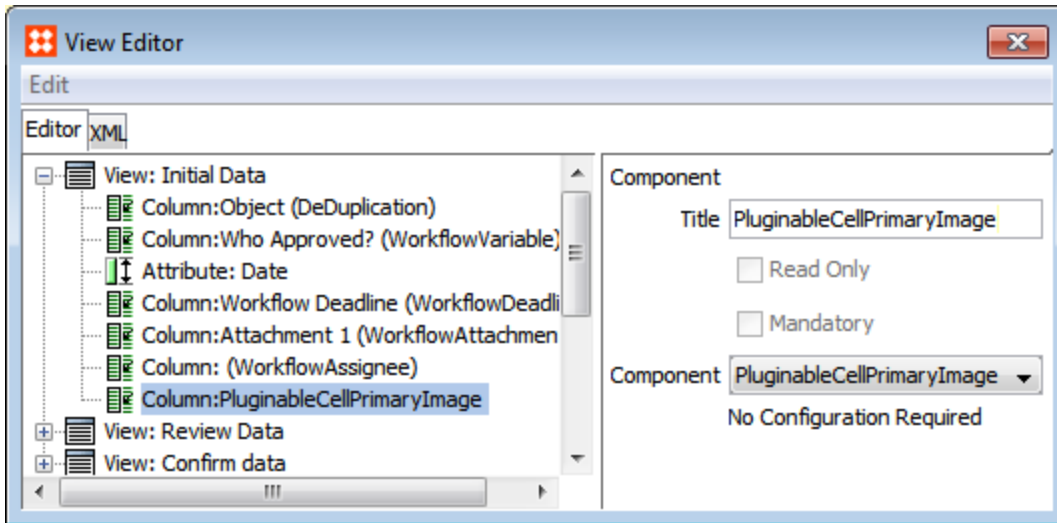 View Editor
Edit
Editor XML
View: Initial Data
Column:Object (DeDuplication)
Column:Who Approved? (WorkflowVariable)
Attribute: Date
Column:Workflow Deadline (WorkflowDeadli
Column:Attachment 1 (WorkflowAttachmen
Column: (WorkflowAssignee)
Column:PluginableCellPrimaryImage
View: Review Data
View: Confirm data
Component
Title PluginableCellPrimaryImage
Read Only
Mandatory
Component PluginableCellPrimaryImage
No Configuration Required